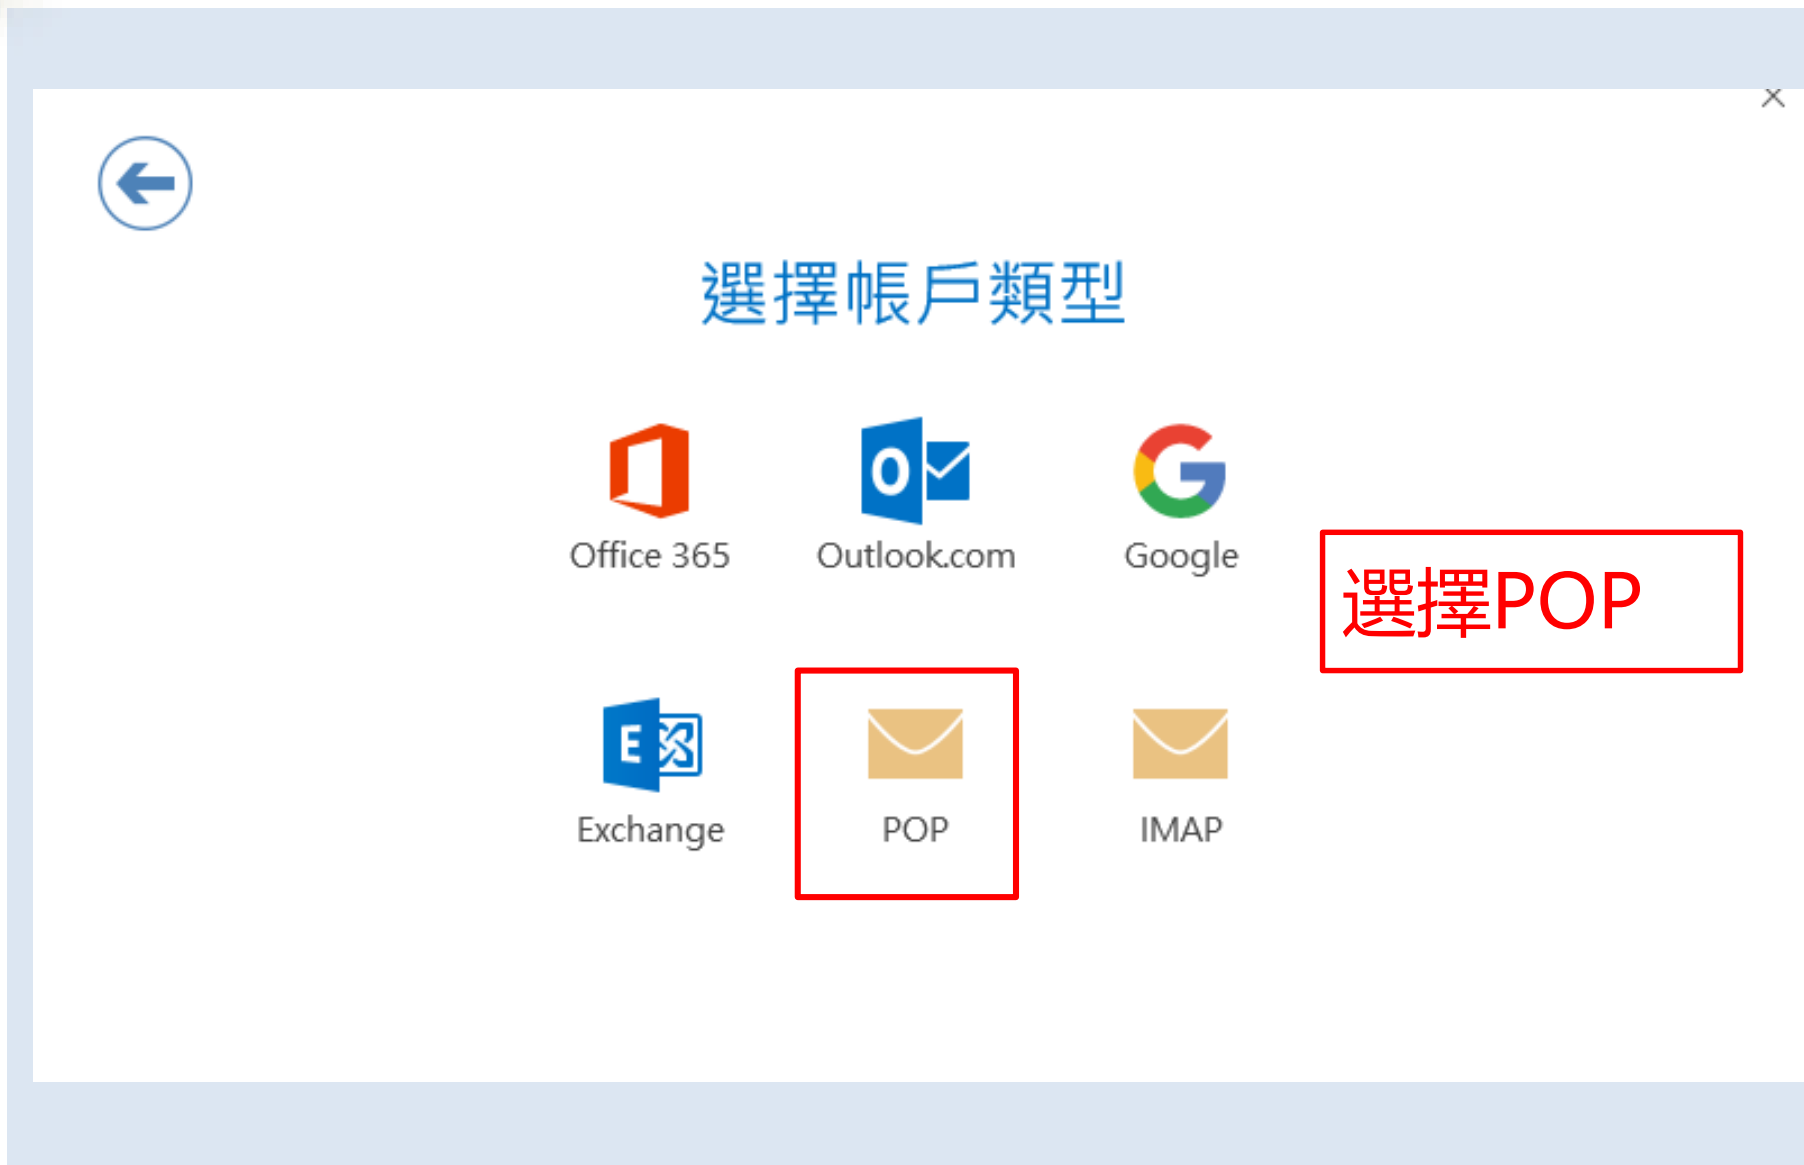 選擇帳戶類型
Office 365
Outlook.com
Google
選擇POP
Exchange
POP
IMAP